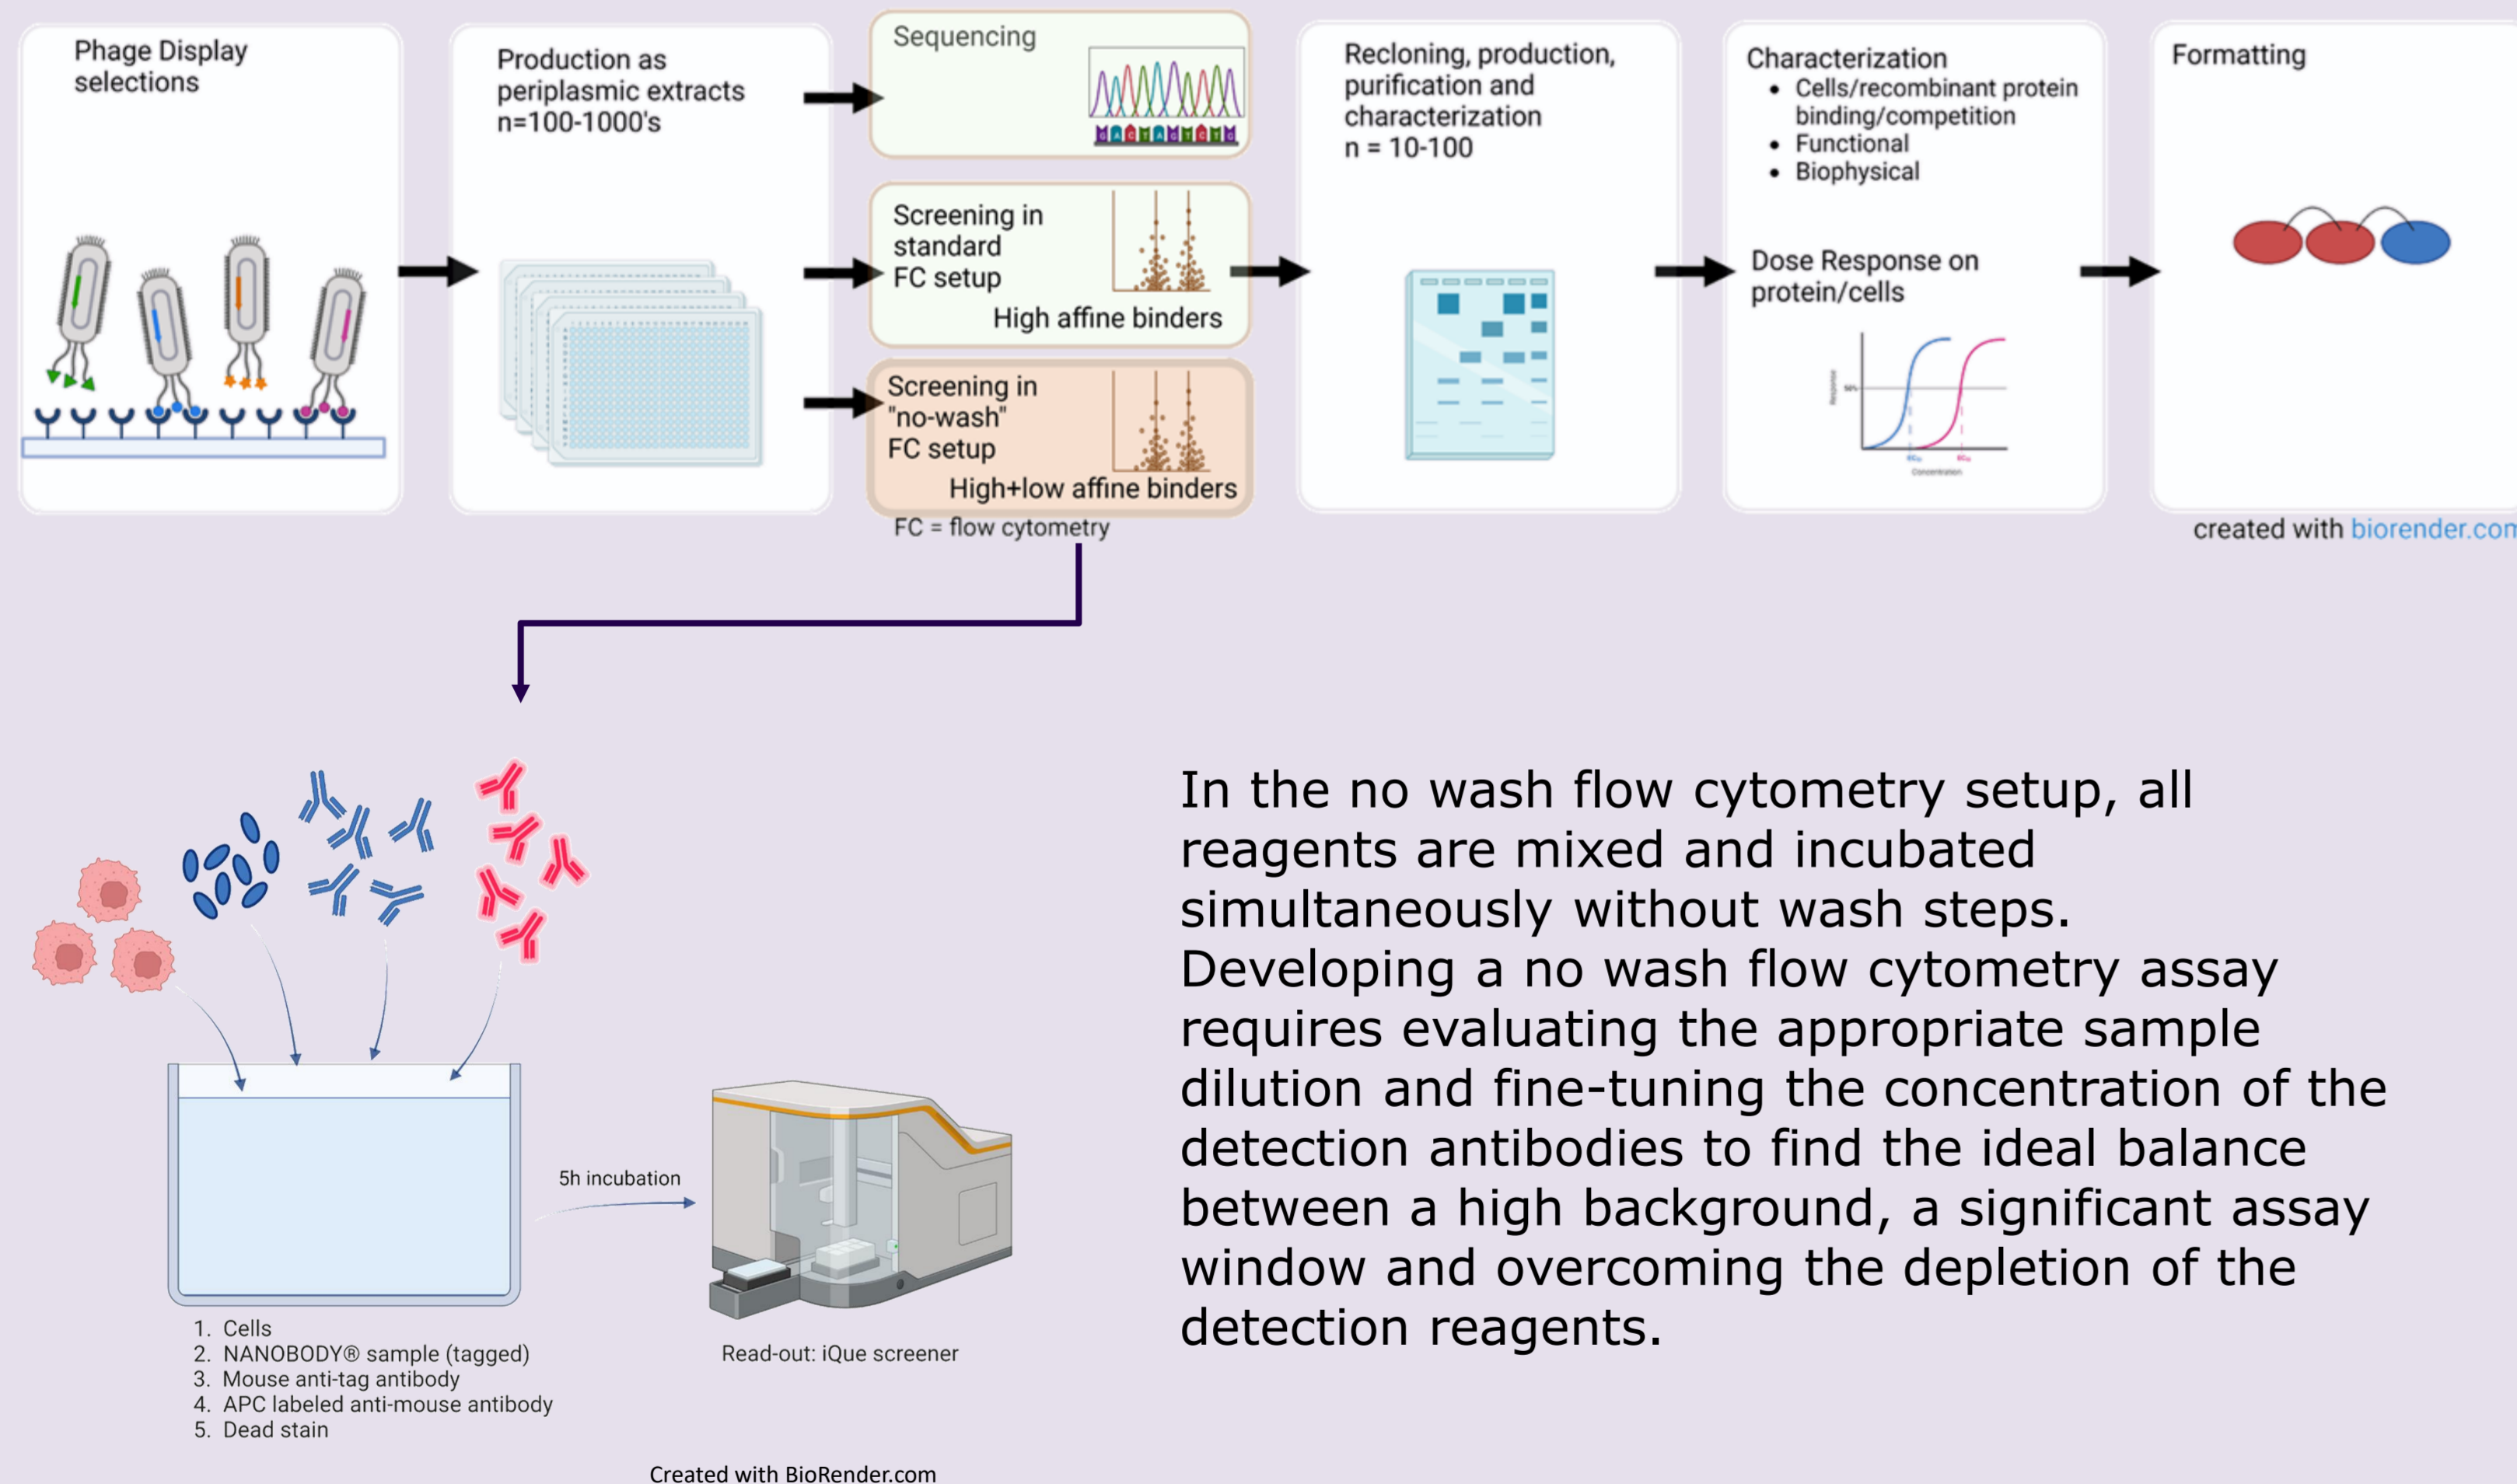 Phage Display
selections
Production as
periplasmic extracts
n=100-1000's
Sequencing
GACTAGTCTG
Screening in
standard
FC setup
High affine binders
Screening in
"no-wash"
FC setup
High+low affine binders
FC = flow cytometry
Recloning, production,
purification and
characterization
n = 10-100
Characterization
• Cells/recombinant protein
binding/competition
• Functional
• Biophysical
Dose Response on
protein/cells
Response
50%
Concentration
Formatting
created with biorender.com
In the no wash flow cytometry setup, all
reagents are mixed and incubated
simultaneously without wash steps.
Developing a no wash flow cytometry assay
requires evaluating the appropriate sample
dilution and fine-tuning the concentration of the
detection antibodies to find the ideal balance
between a high background, a significant assay
window and overcoming the depletion of the
detection reagents.
5h incubation
1. Cells
2. NANOBODY® sample (tagged)
3. Mouse anti-tag antibody
4. APC labeled anti-mouse antibody
5. Dead stain
Read-out: iQue screener
Created with BioRender.com